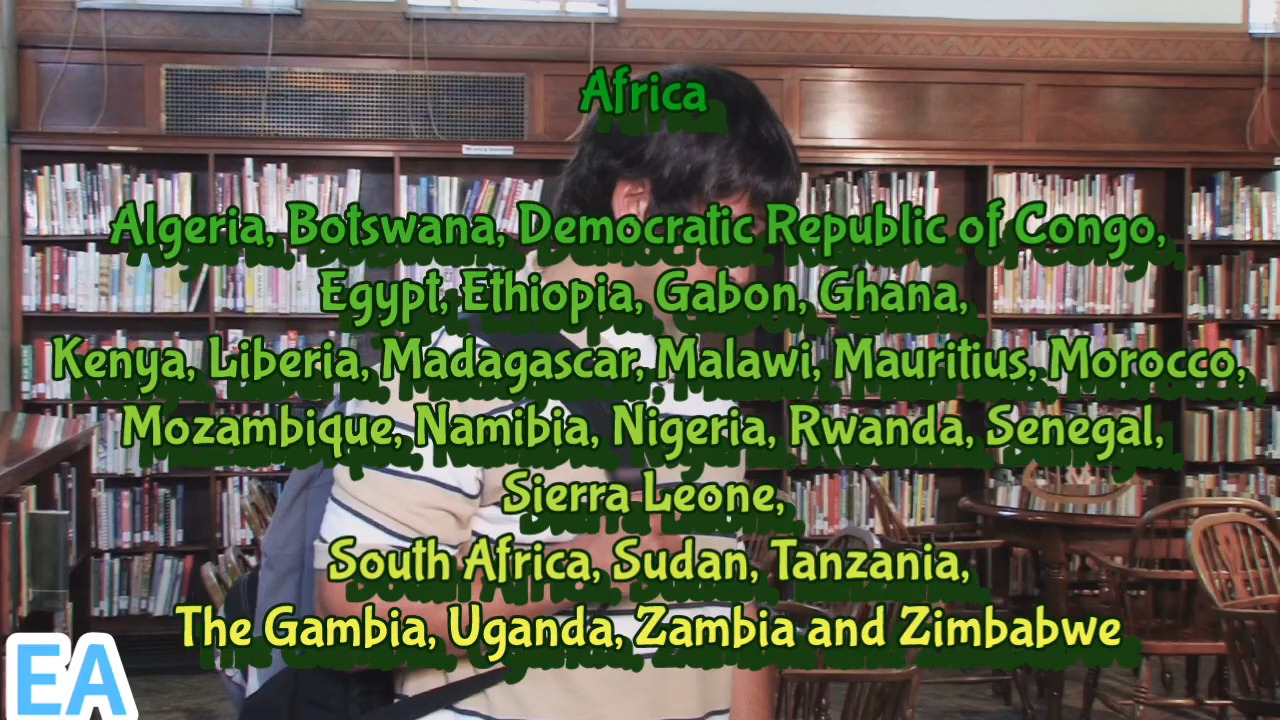 Africa
Algeria, Botswana, Democratic Republic of Congo,
Egypt, Ethiopia, Gabon, Ghana,
Kenya, Liberia, Madagascar, Malawi, Mauritius, Morocco,
Mozambique, Namibia, Nigeria, Rwanda, Senegal,
Sierra Leone,
South Africa, Sudan, Tanzania,
The Gambia, Uganda, Zambia and Zimbabwe
EA